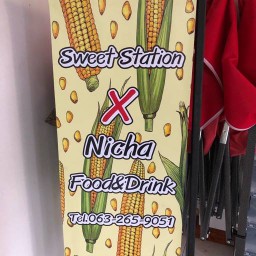 Sweet Station
X
Nicha
Food&Drink
Tel.063-265-9051